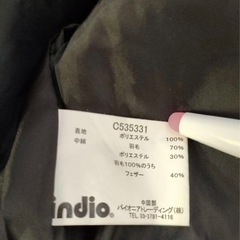 C535331
表地 ポリエステル 100%
中綿 羽毛 70%
ポリエステル 30%
羽毛100%のうち
フェザー 40%
indio
中国製
パイオニアトレーディング(株)